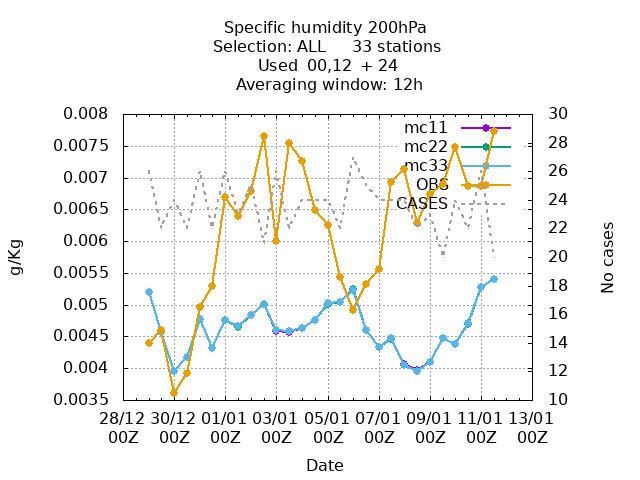 Specific humidity 200hPa
Selection: ALL 33 stations
Used 00,12 + 24
Averaging window: 12h
0.008
0.0075
0.007
0.0065
0.006
0.0055
0.005
0.0045
0.004
0.0035
g/Kg
mc11
mc22
mc33
OBS
CASES
30
28
26
24
22
20
18
16
14
12
10
No cases
28/12 30/12 01/01 03/01 05/01 07/01 09/01 11/01 13/01
00Z 00Z 00Z 00Z 00Z 00Z 00Z 00Z 00Z
Date